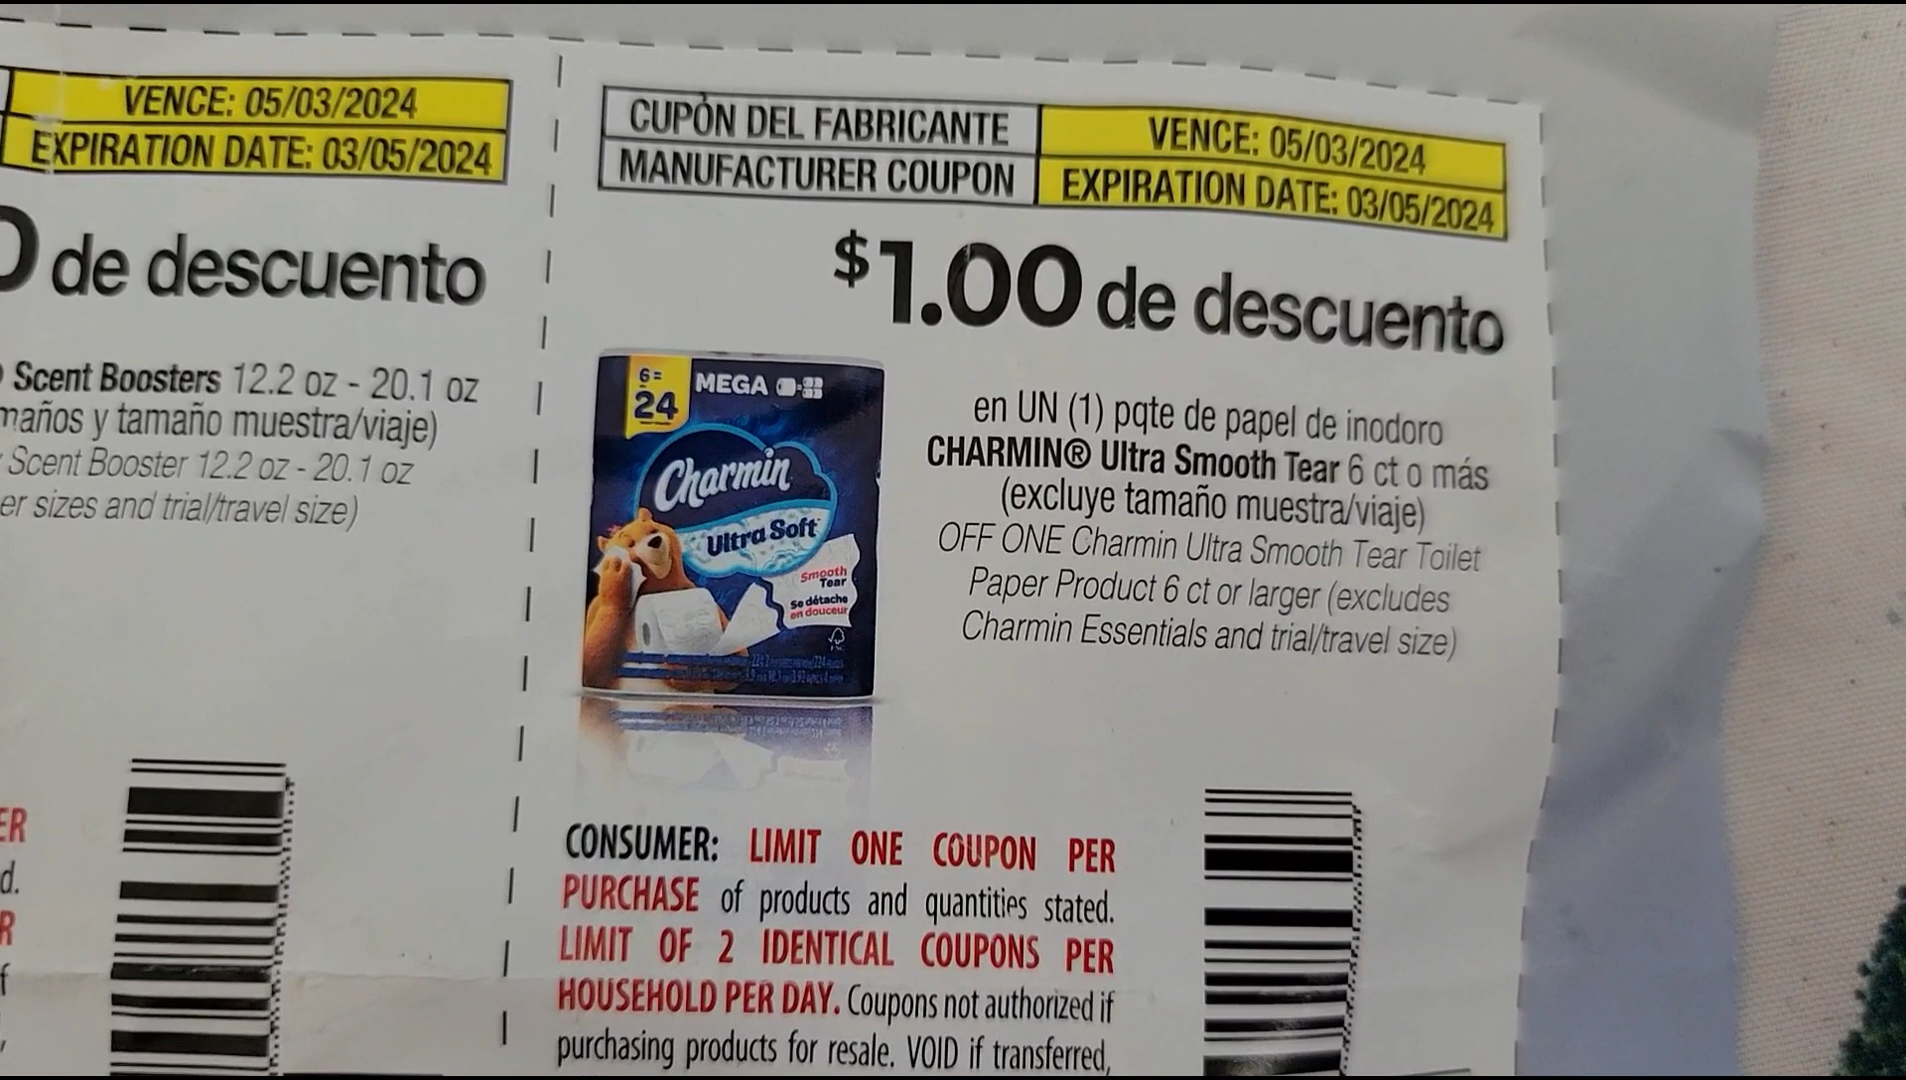 VENCE: 05/03/2024
EXPIRATION DATE: 03/05/2024
de descuento
Scent Boosters 12.2 oz - 20.1 oz
y tamaño muestra/viaje)
Scent Booster 12.2 oz - 20.1 oz
sizes and trial/travel size)
CUPÓN DEL FABRICANTE
MANUFACTURER COUPON
VENCE: 05/03/2024
EXPIRATION DATE: 03/05/2024
$1.00 de descuento
en UN (1) pqte de papel de inodoro
CHARMIN® Ultra Smooth Tear 6 ct o más
(excluye tamaño muestra/viaje)
OFF ONE Charmin Ultra Smooth Tear Toilet
Paper Product 6 ct or larger (excludes
Charmin Essentials and trial/travel size)
6=
24
MEGA
Charmin
Ultra Soft
Smooth
Tear
Se détache
en douceur
CONSUMER: LIMIT ONE COUPON PER
PURCHASE of products and quantities stated.
LIMIT OF 2 IDENTICAL COUPONS PER
HOUSEHOLD PER DAY. Coupons not authorized if
purchasing products for resale. VOID if transferred,